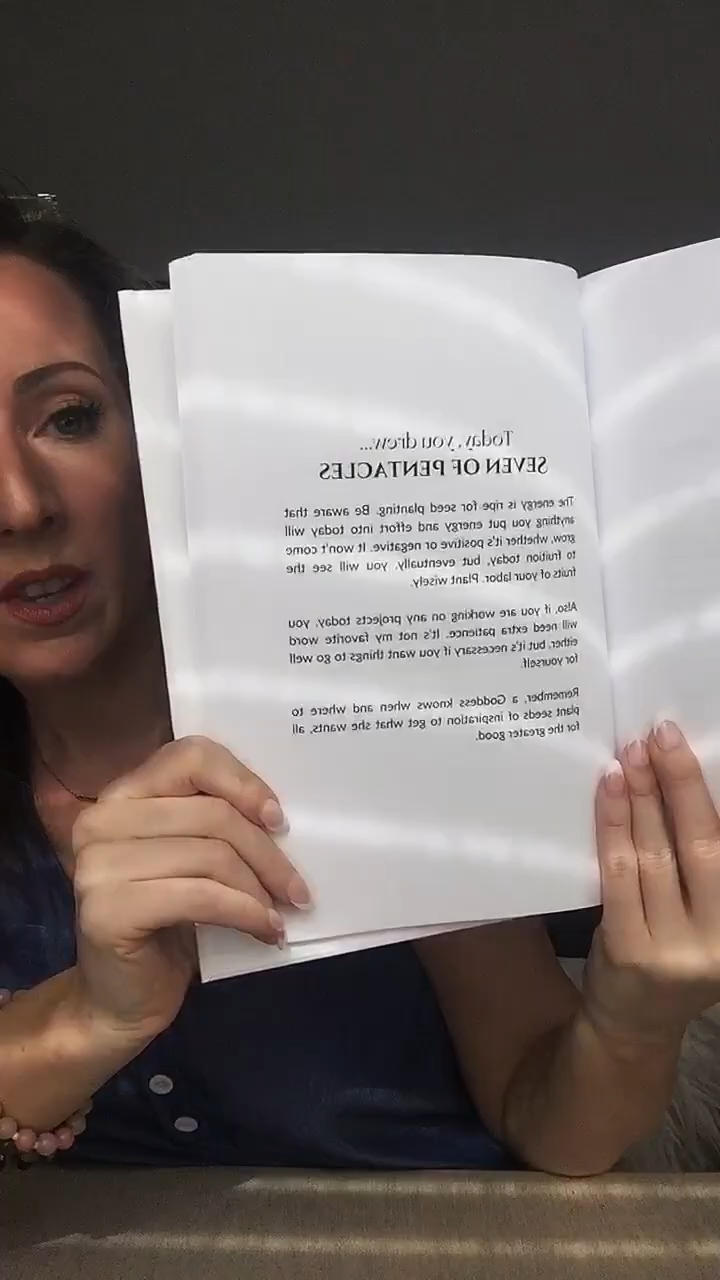 Today, you drew...
SEVEN OF PENTACLES
The energy is ripe for seed planting. Be aware that
anything you put energy and effort into today will
grow, whether it's positive or negative. It won't come
to fruition today, but eventually, you will see the
fruits of your labor. Plant wisely.
Also, if you are working on any projects today, you
will need extra patience. It's not my favorite word
either, but it's necessary if you want things to go well
for yourself.
Remember, a Goddess knows when and where to
plant seeds of inspiration to get what she wants, all
for the greater good.